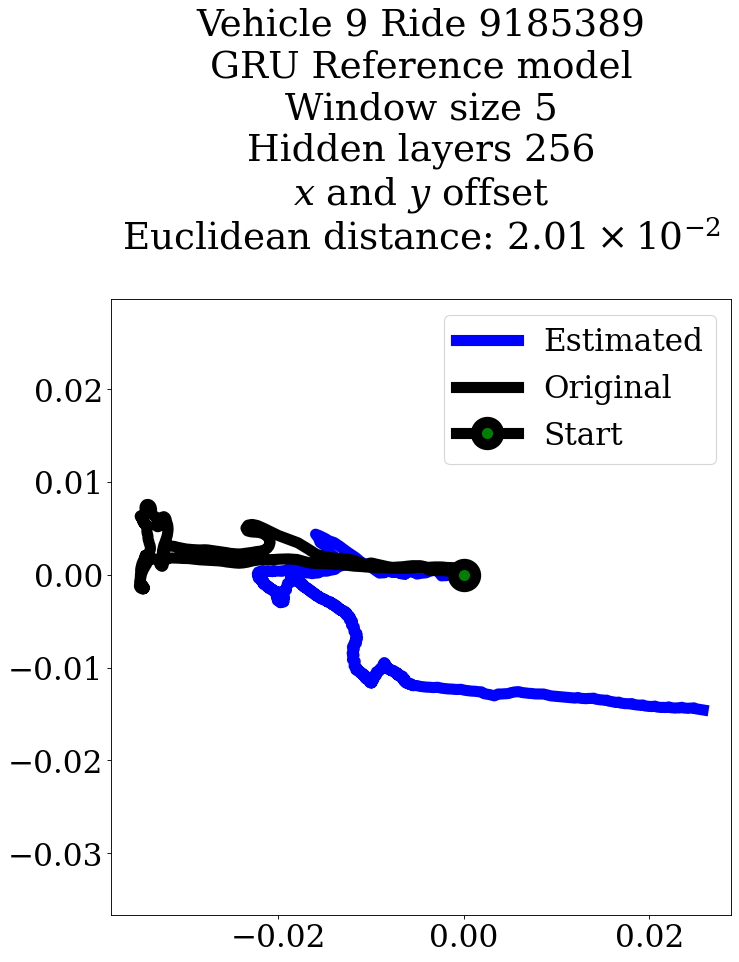 Vehicle 9 Ride 9185389
GRU Reference model
Window size 5
Hidden layers 256
x and y offset
Euclidean distance: 2.01 × 10⁻²
Estimated
Original
Start
0.02
0.01
0.00
−0.01
−0.02
−0.03
−0.02
0.00
0.02